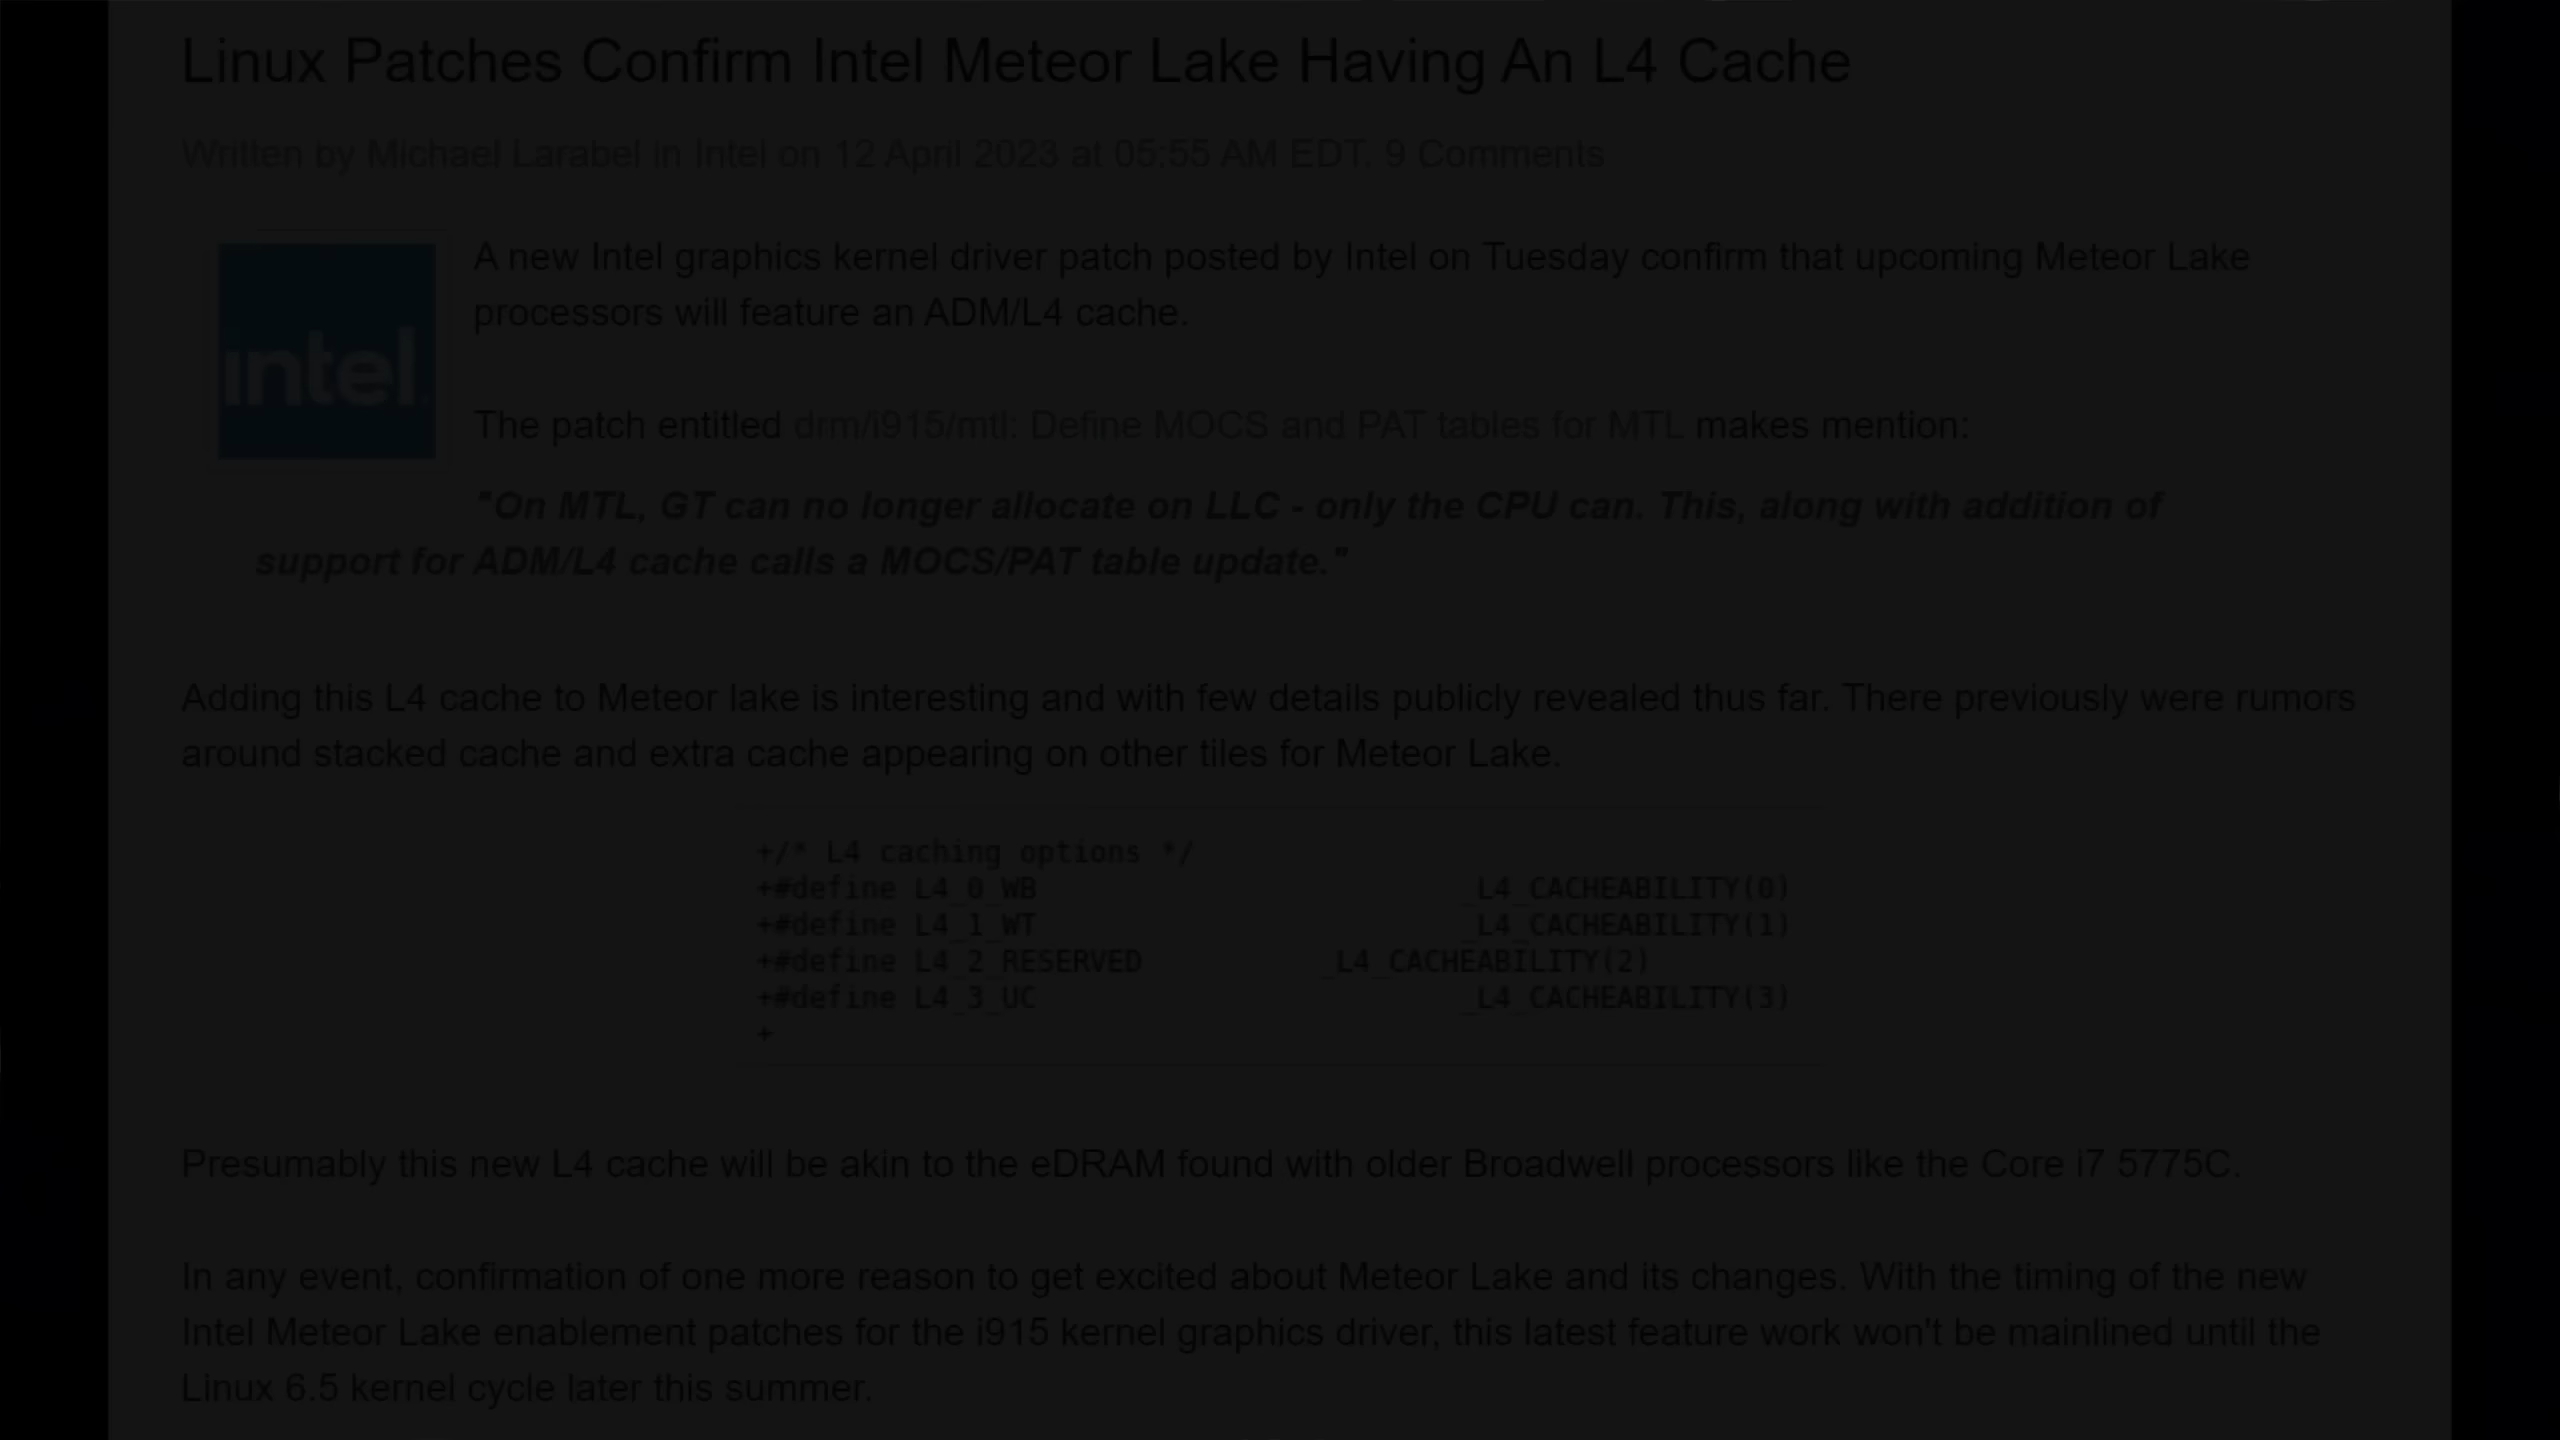 Linux Patches Confirm Intel Meteor Lake Having An L4 Cache
Written by Michael Larabel in Intel on 12 April 2023 at 05:55 AM EDT. 9 Comments
intel.
A new Intel graphics kernel driver patch posted by Intel on Tuesday confirm that upcoming Meteor Lake
processors will feature an ADM/L4 cache.
The patch entitled drm/i915/mtl: Define MOCS and PAT tables for MTL makes mention:
"On MTL, GT can no longer allocate on LLC - only the CPU can. This, along with addition of
support for ADM/L4 cache calls a MOCS/PAT table update."
Adding this L4 cache to Meteor lake is interesting and with few details publicly revealed thus far. There previously were rumors
around stacked cache and extra cache appearing on other tiles for Meteor Lake.
+/* L4 caching options */
+#define L4_0_WB _L4_CACHEABILITY(0)
+#define L4_1_WT _L4_CACHEABILITY(1)
+#define L4_2_RESERVED _L4_CACHEABILITY(2)
+#define L4_3_UC _L4_CACHEABILITY(3)
+
Presumably this new L4 cache will be akin to the eDRAM found with older Broadwell processors like the Core i7 5775C.
In any event, confirmation of one more reason to get excited about Meteor Lake and its changes. With the timing of the new
Intel Meteor Lake enablement patches for the i915 kernel graphics driver, this latest feature work won't be mainlined until the
Linux 6.5 kernel cycle later this summer.